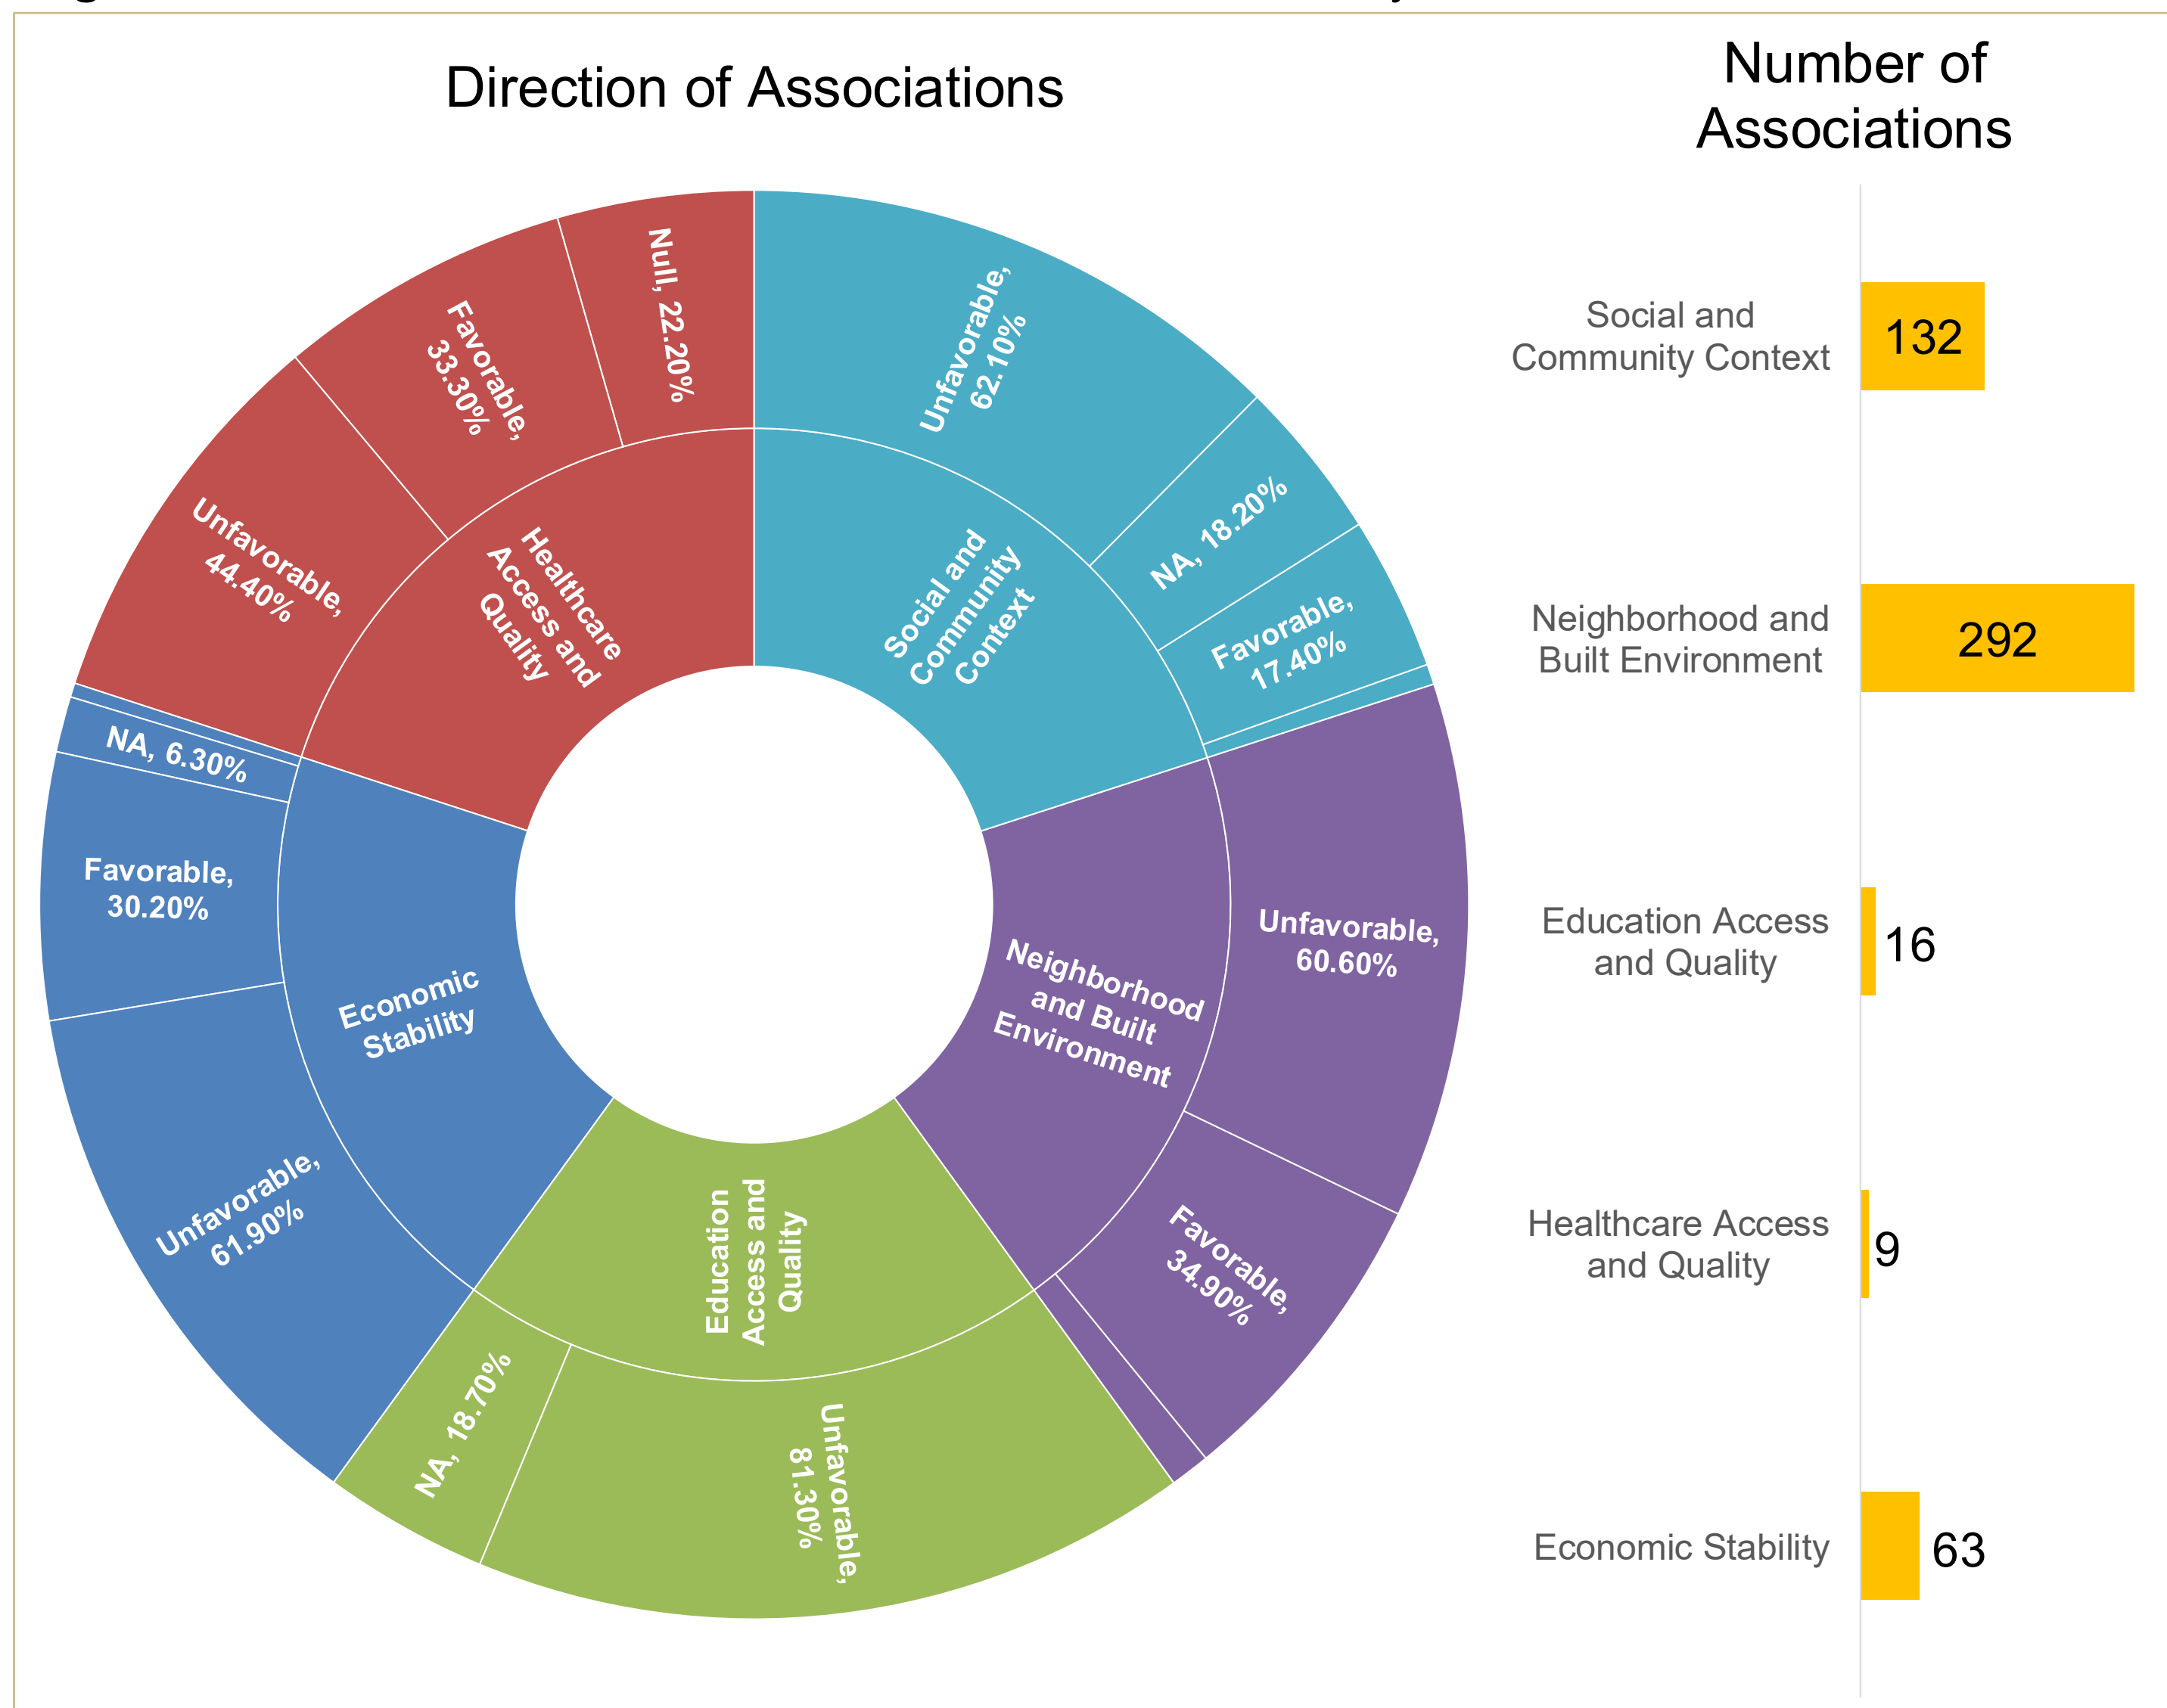 Direction of Associations
Number of
Associations
Null, 22.20%
Favorable,
33.30%
Unfavorable,
44.40%
Healthcare
Access and
Quality
Unfavorable,
62.10%
NA, 18.20%
Favorable,
17.40%
Social and
Community
Context
Unfavorable,
60.60%
Favorable,
34.90%
Neighborhood
and Built
Environment
Unfavorable,
81.30%
NA, 18.70%
Education
Access and
Quality
Unfavorable,
61.90%
Favorable,
30.20%
NA, 6.30%
Economic
Stability
Social and
Community Context
132
Neighborhood and
Built Environment
292
Education Access
and Quality
16
Healthcare Access
and Quality
9
Economic Stability
63